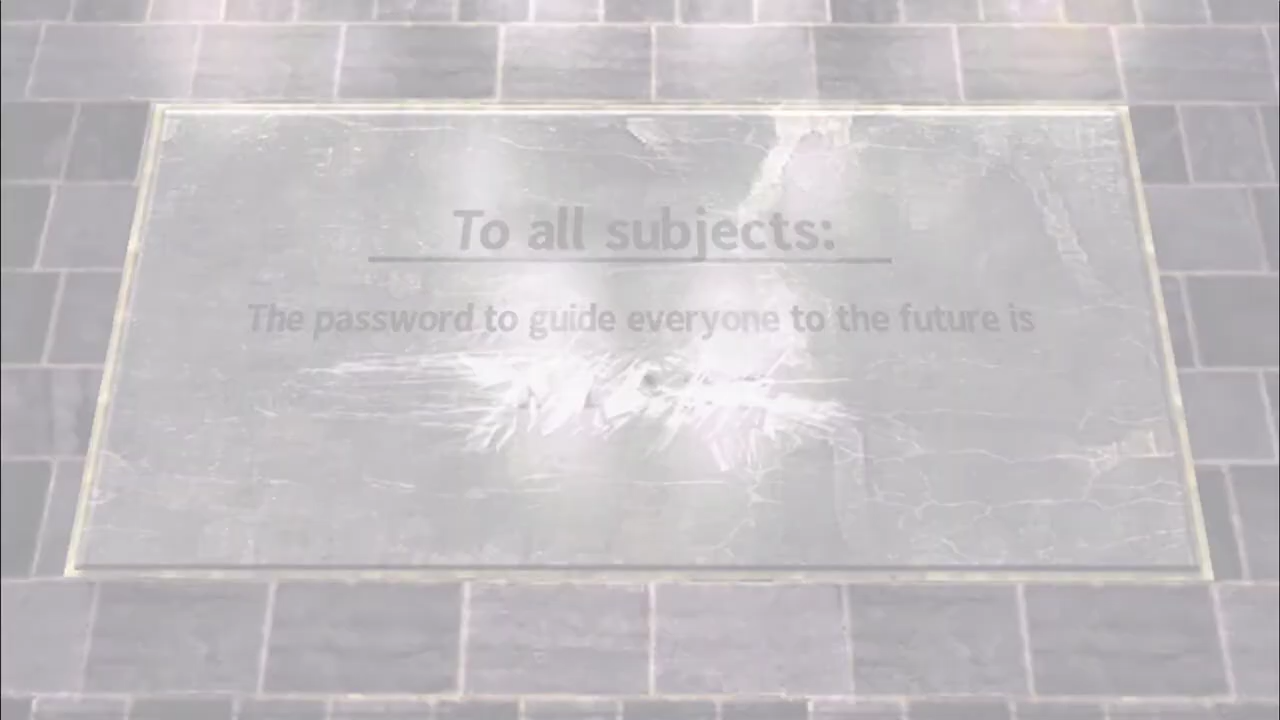 To all subjects:
The password to guide everyone to the future is